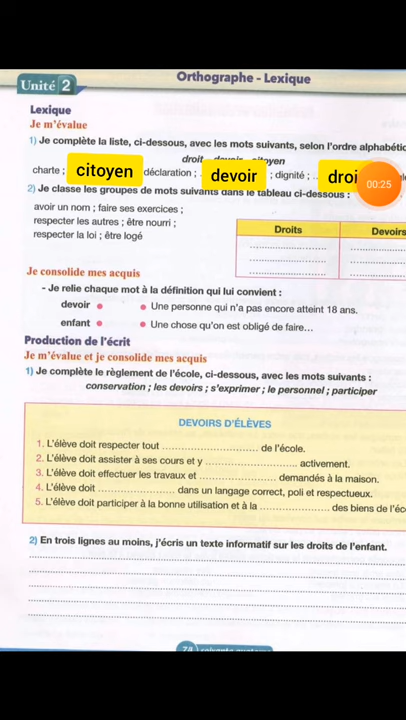 Orthographe - Lexique
Unité 2
Lexique
Je m'évalue
1) Je complète la liste, ci-dessous, avec les mots suivants, selon l'ordre
droit
charte ; citoyen déclaration ; devoir ; dignité ; ..
00:25
2) Je classe les groupes de mots suivants dans le tableau ci-dessous :
avoir un nom ; faire ses exercices ;
respecter les autres ; être nourri ;
respecter la loi ; être logé
Droits Devoirs
Je consolide mes acquis
- Je relie chaque mot à la définition qui lui convient :
devoir • • Une personne qui n'a pas encore atteint 18 ans.
enfant • • Une chose qu'on est obligé de faire...
Production de l'écrit
Je m'évalue et je consolide mes acquis
1) Je complète le règlement de l'école, ci-dessous, avec les mots suivants :
conservation ; les devoirs ; s'exprimer ; le personnel ; participer
DEVOIRS D'ÉLÈVES
1. L'élève doit respecter tout .............................. de l'école.
2. L'élève doit assister à ses cours et y .............................. activement.
3. L'élève doit effectuer les travaux et ........................ demandés à la maison.
4. L'élève doit ........................ dans un langage correct, poli et respectueux.
5. L'élève doit participer à la bonne utilisation et à la ..................... des biens de
2) En trois lignes au moins, j'écris un texte informatif sur les droits de l'enfant.